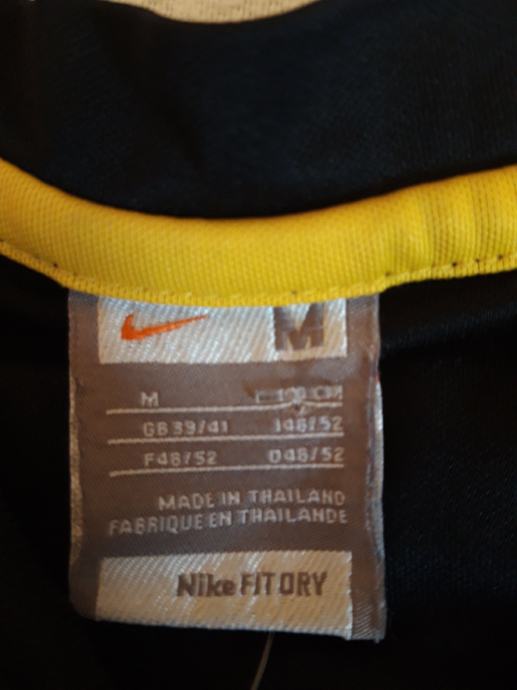 M
M
GB39/41 I48/52
F48/52 D48/52
MADE IN THAILAND
FABRIQUE EN THAILANDE
Nike FIT DRY